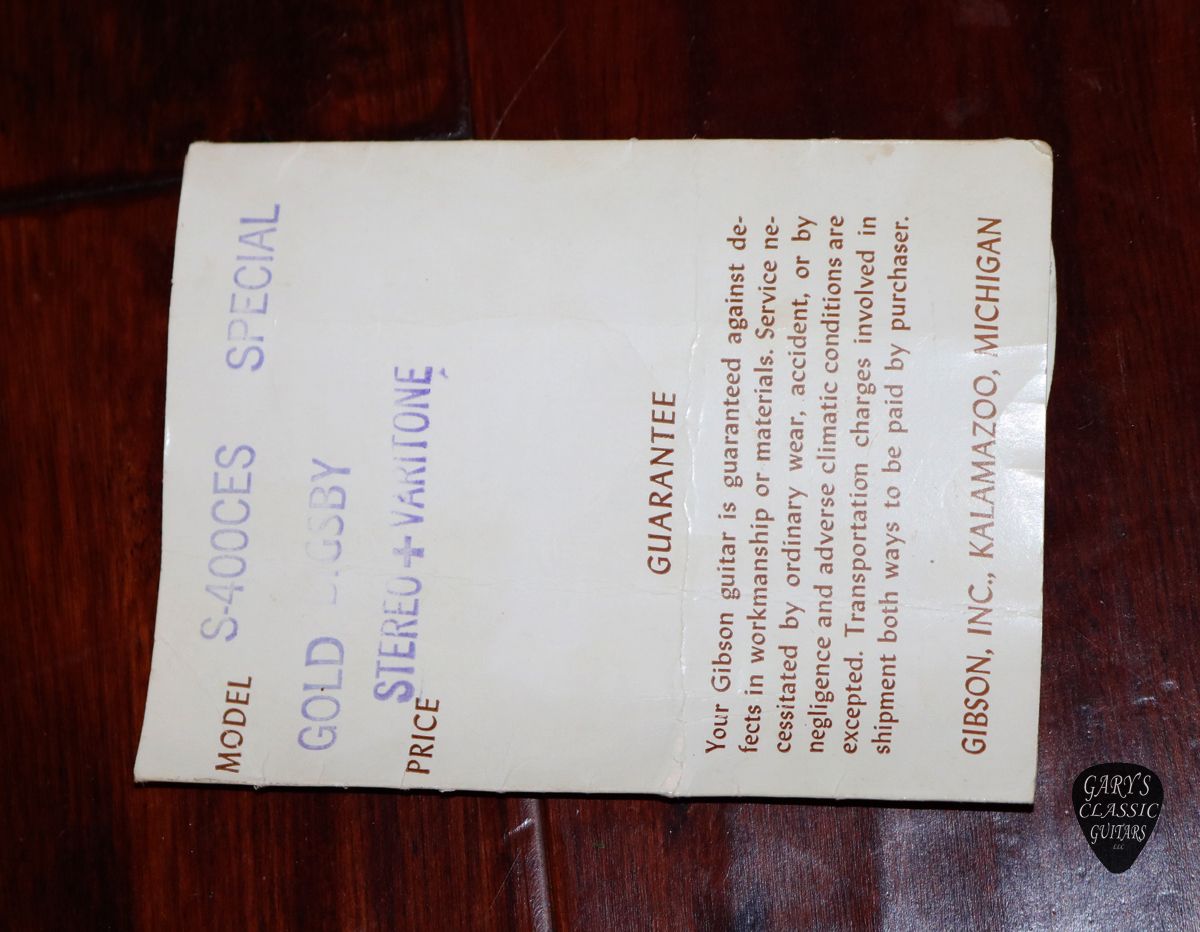 MODEL S-400CES SPECIAL
GOLD GSBY
STEREO + VARITONE
PRICE
GUARANTEE
Your Gibson guitar is guaranteed against de-
fects in workmanship or materials. Service ne-
cessitated by ordinary wear, accident, or by
negligence and adverse climatic conditions are
excepted. Transportation charges involved in
shipment both ways to be paid by purchaser.
GIBSON, INC., KALAMAZOO, MICHIGAN
GARY'S
CLASSIC
GUITARS
LLC